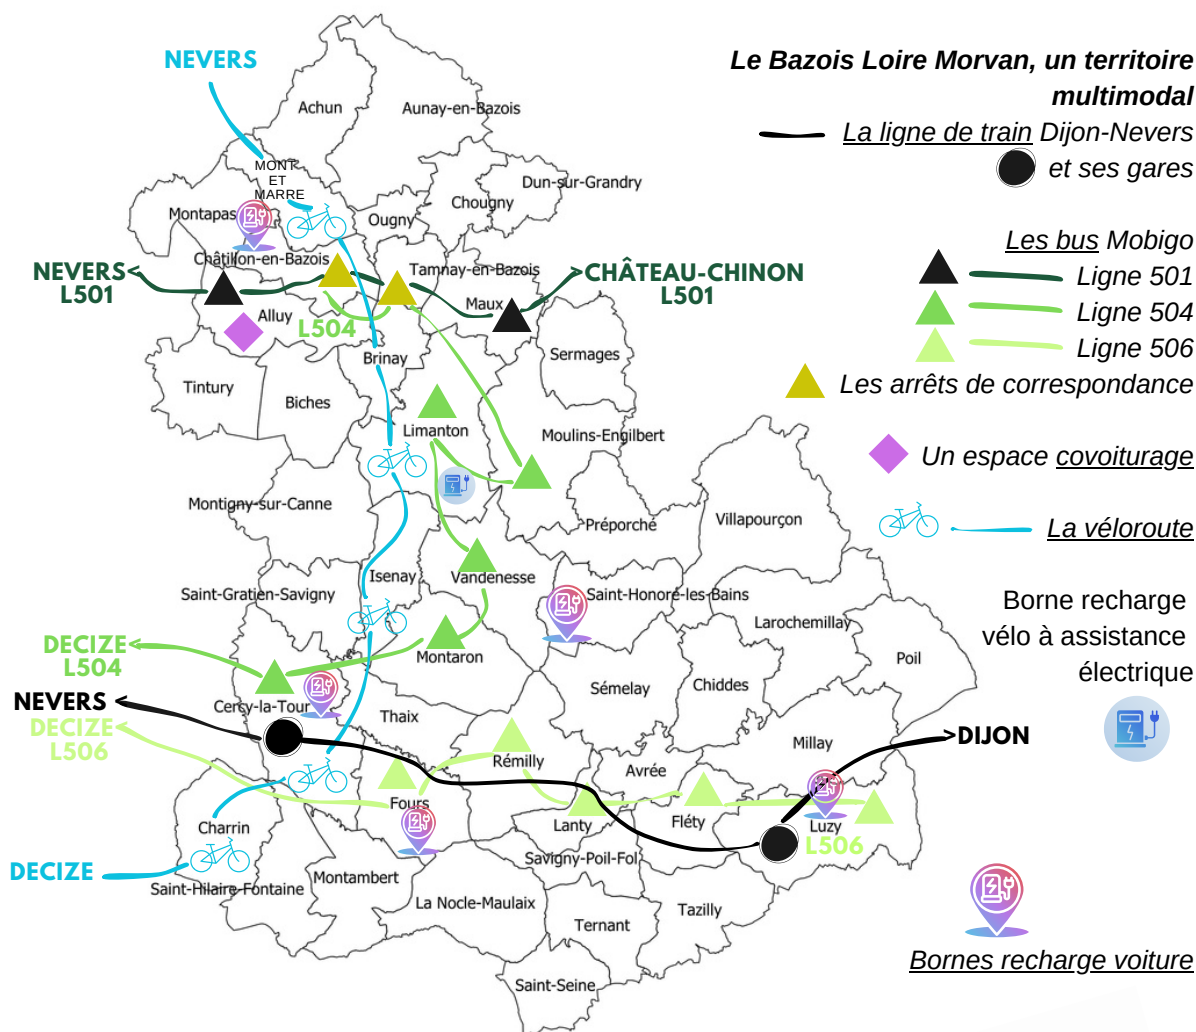 Le Bazois Loire Morvan, un territoire
multimodal
La ligne de train Dijon-Nevers
et ses gares
Les bus Mobigo
Ligne 501
Ligne 504
Ligne 506
Les arrêts de correspondance
Un espace covoiturage
La véloroute
Borne recharge
vélo à assistance
électrique
Bornes recharge voiture
NEVERS
Achun
Aunay-en-Bazois
MONT
ET
MARRE
Dun-sur-Grandry
Chougny
Montapas
Ougny
Châtillon-en-Bazois
Tamnay-en-Bazois
NEVERS<
L501
>CHÂTEAU-CHINON
L501
Maux
Alluy
L504
Brinay
Sermages
Tintury
Biches
Limanton
Moulins-Engilbert
Montigny-sur-Canne
Préporché
Villapourçon
Isenay
Vandenesse
Saint-Gratien-Savigny
Saint-Honoré-les-Bains
Larochemillay
DECIZE<
L504
Montaron
Poil
Sémelay
Chiddes
NEVERS<
Cercy-la-Tour
Thaix
DECIZE<
L506
>DIJON
Millay
Rémilly
Avrée
Fours
Charrin
Lanty
Fléty
Luzy
L506
Savigny-Poil-Fol
DECIZE
Saint-Hilaire-Fontaine
Montambert
La Nocle-Maulaix
Ternant
Tazilly
Saint-Seine